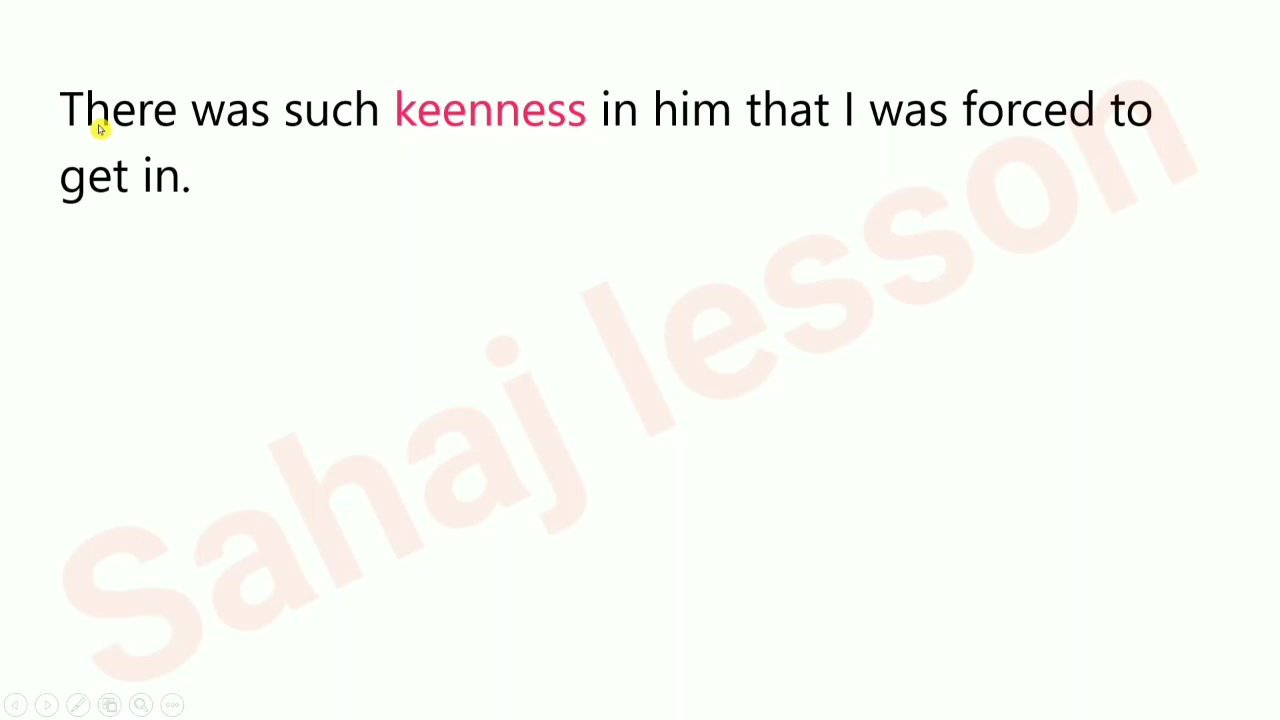 There was such keenness in him that I was forced to
get in.
Sahaj lesson